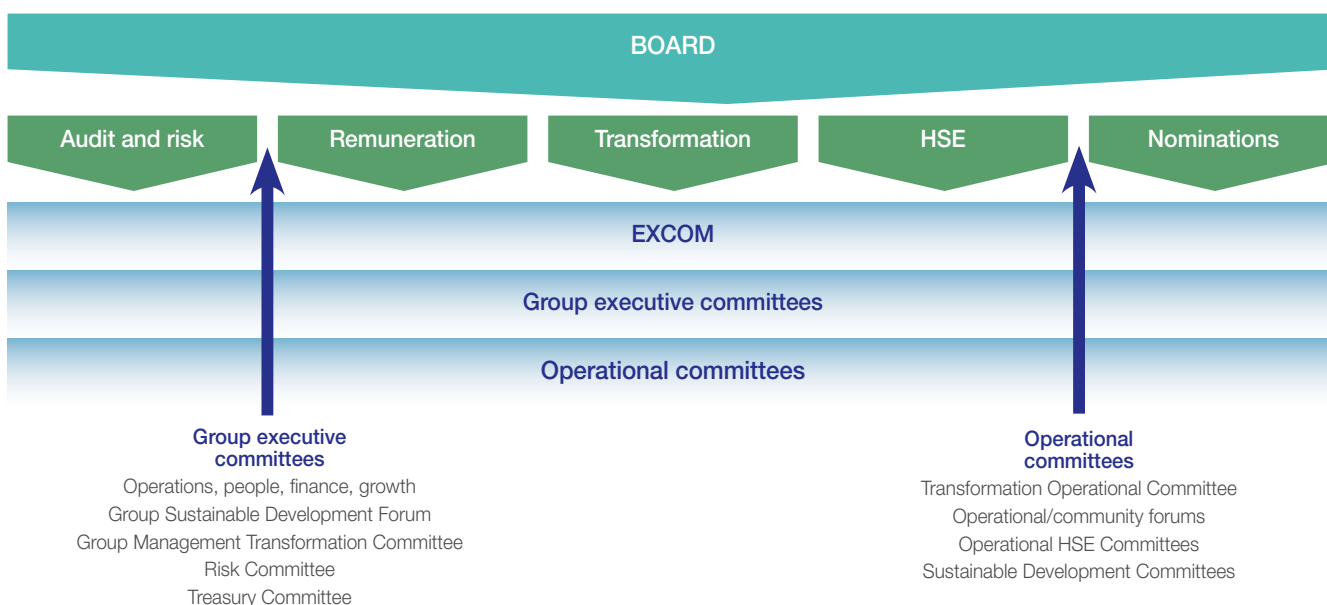 BOARD
Audit and risk
Remuneration
Transformation
HSE
Nominations
EXCOM
Group executive committees
Operational committees
Group executive
committees
Operations, people, finance, growth
Group Sustainable Development Forum
Group Management Transformation Committee
Risk Committee
Treasury Committee
Operational
committees
Transformation Operational Committee
Operational/community forums
Operational HSE Committees
Sustainable Development Committees